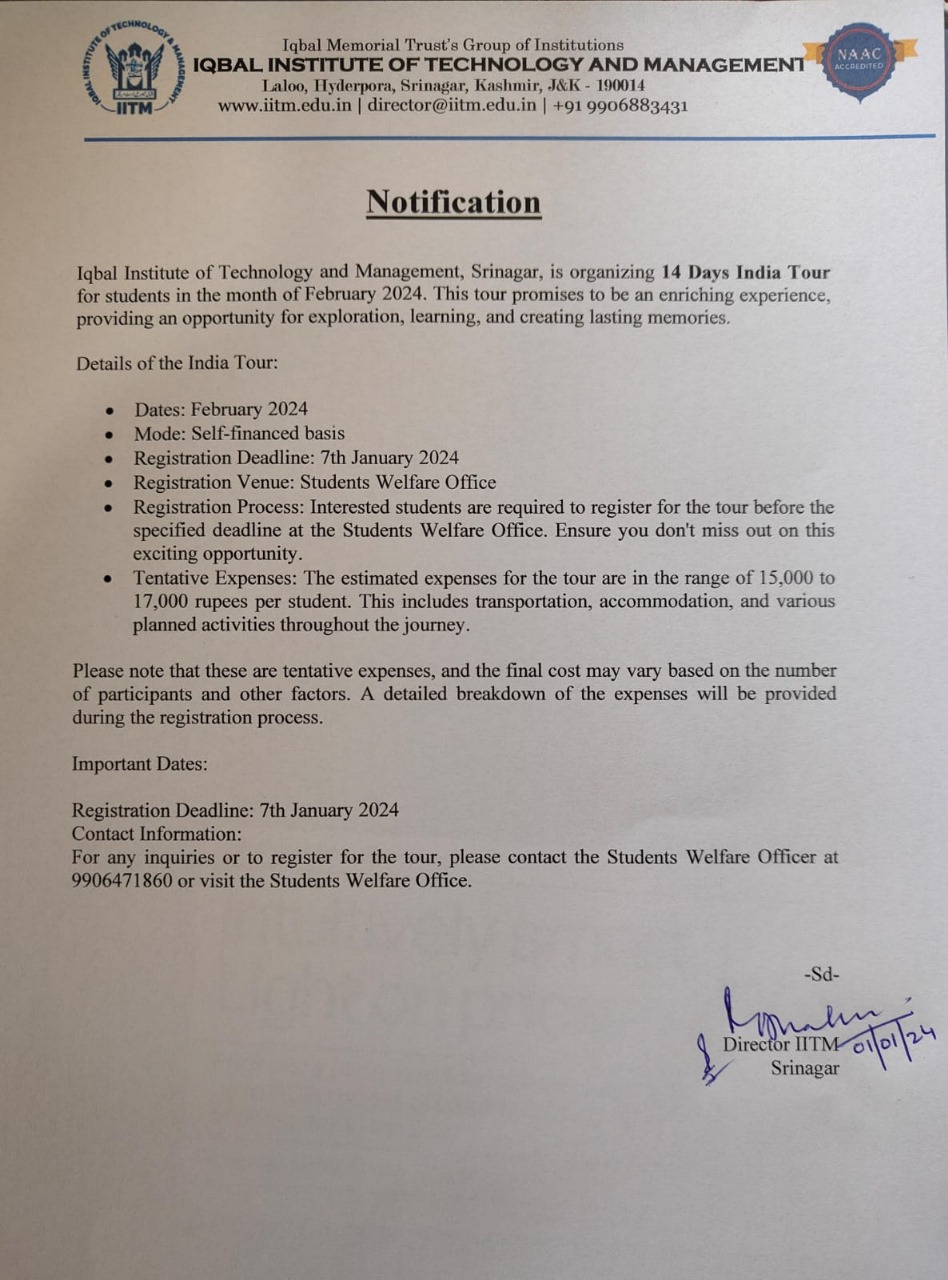 IQBAL INSTITUTE OF TECHNOLOGY & MANAGEMENT
IITM
Iqbal Memorial Trust's Group of Institutions
IQBAL INSTITUTE OF TECHNOLOGY AND MANAGEMENT
Laloo, Hyderpora, Srinagar, Kashmir, J&K - 190014
www.iitm.edu.in | director@iitm.edu.in | +91 9906883431
NAAC
ACCREDITED
Notification
Iqbal Institute of Technology and Management, Srinagar, is organizing 14 Days India Tour
for students in the month of February 2024. This tour promises to be an enriching experience,
providing an opportunity for exploration, learning, and creating lasting memories.
Details of the India Tour:
• Dates: February 2024
• Mode: Self-financed basis
• Registration Deadline: 7th January 2024
• Registration Venue: Students Welfare Office
• Registration Process: Interested students are required to register for the tour before the
specified deadline at the Students Welfare Office. Ensure you don't miss out on this
exciting opportunity.
• Tentative Expenses: The estimated expenses for the tour are in the range of 15,000 to
17,000 rupees per student. This includes transportation, accommodation, and various
planned activities throughout the journey.
Please note that these are tentative expenses, and the final cost may vary based on the number
of participants and other factors. A detailed breakdown of the expenses will be provided
during the registration process.
Important Dates:
Registration Deadline: 7th January 2024
Contact Information:
For any inquiries or to register for the tour, please contact the Students Welfare Officer at
9906471860 or visit the Students Welfare Office.
-Sd-
Director IITM 01/01/24
Srinagar